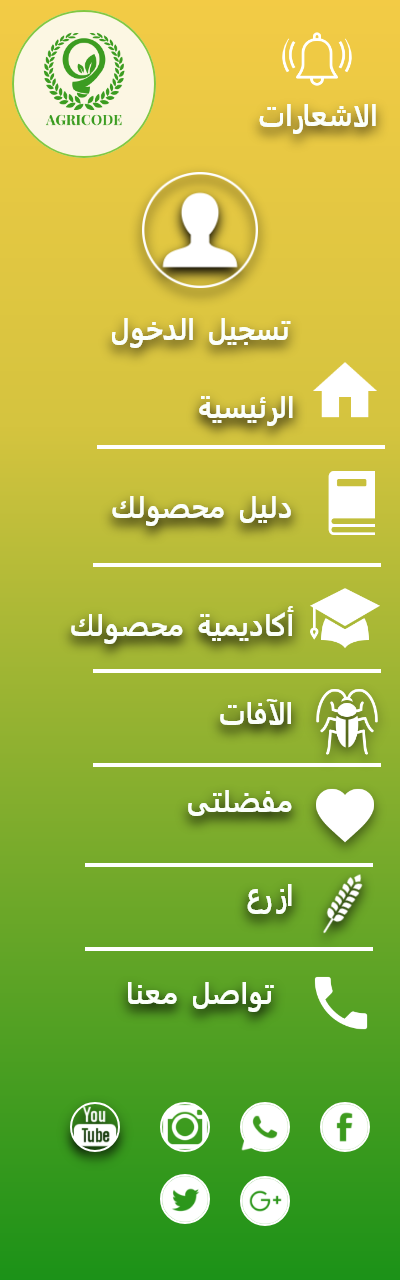 AGRICODE
الاشعارات
تسجيل الدخول
الرئيسية
دليل محصولك
أكاديمية محصولك
الآفات
مفضلتى
ازرع
تواصل معنا
You
Tube
G+